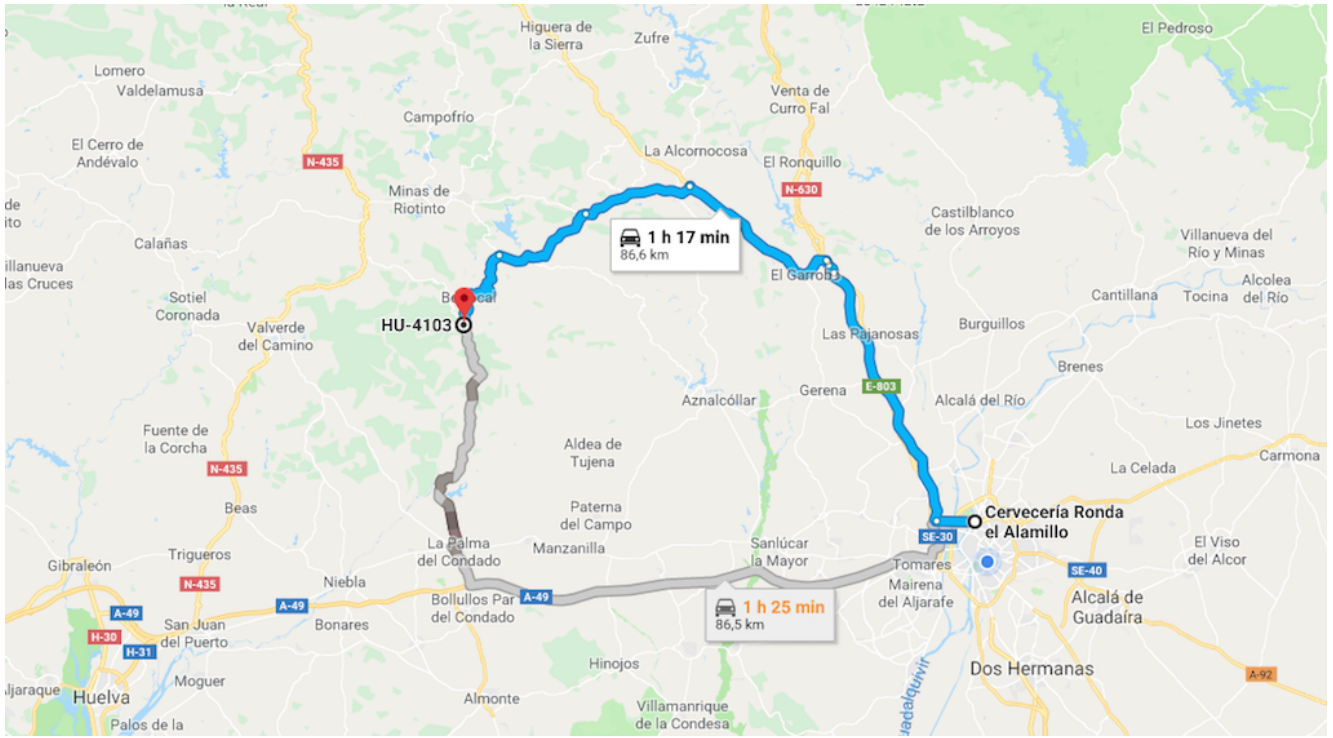 El Pedroso
Higuera de
la Sierra
Zufre
Lomero
Valdelamusa
Venta de
Curro Fal
Campofrío
El Cerro de
Andévalo
N-435
La Alcornocosa
El Ronquillo
N-630
Minas de
Riotinto
Castilblanco
de los Arroyos
Calañas
1 h 17 min
86,6 km
Villanueva del
Río y Minas
illanueva
las Cruces
El Garrob
Alcolea
del Río
Sotiel
Coronada
Cantillana
Tocina
HU-4103
Valverde
del Camino
Burguillos
Las Pajanosas
Brenes
E-803
Gerena
Aznalcóllar
Alcalá del Río
Fuente de
la Corcha
Los Jinetes
Aldea de
Tujena
N-435
La Celada
Carmona
Beas
Paterna
del Campo
Cervecería Ronda
el Alamillo
SE-30
La Palma
del Condado
Manzanilla
Sanlúcar
la Mayor
El Viso
del Alcor
Trigueros
Gibraleón
Tomares
SE-40
N-435
Niebla
Mairena
del Aljarafe
A-49
A-49
A-49
Bollullos Par
del Condado
1 h 25 min
86,5 km
Alcalá de
Guadaíra
San Juan
del Puerto
Bonares
H-30
H-31
Hinojos
Dos Hermanas
Moguer
A-92
ljaraque
Huelva
Almonte
Villamanrique
de la Condesa
uadalquivir
Palos de la